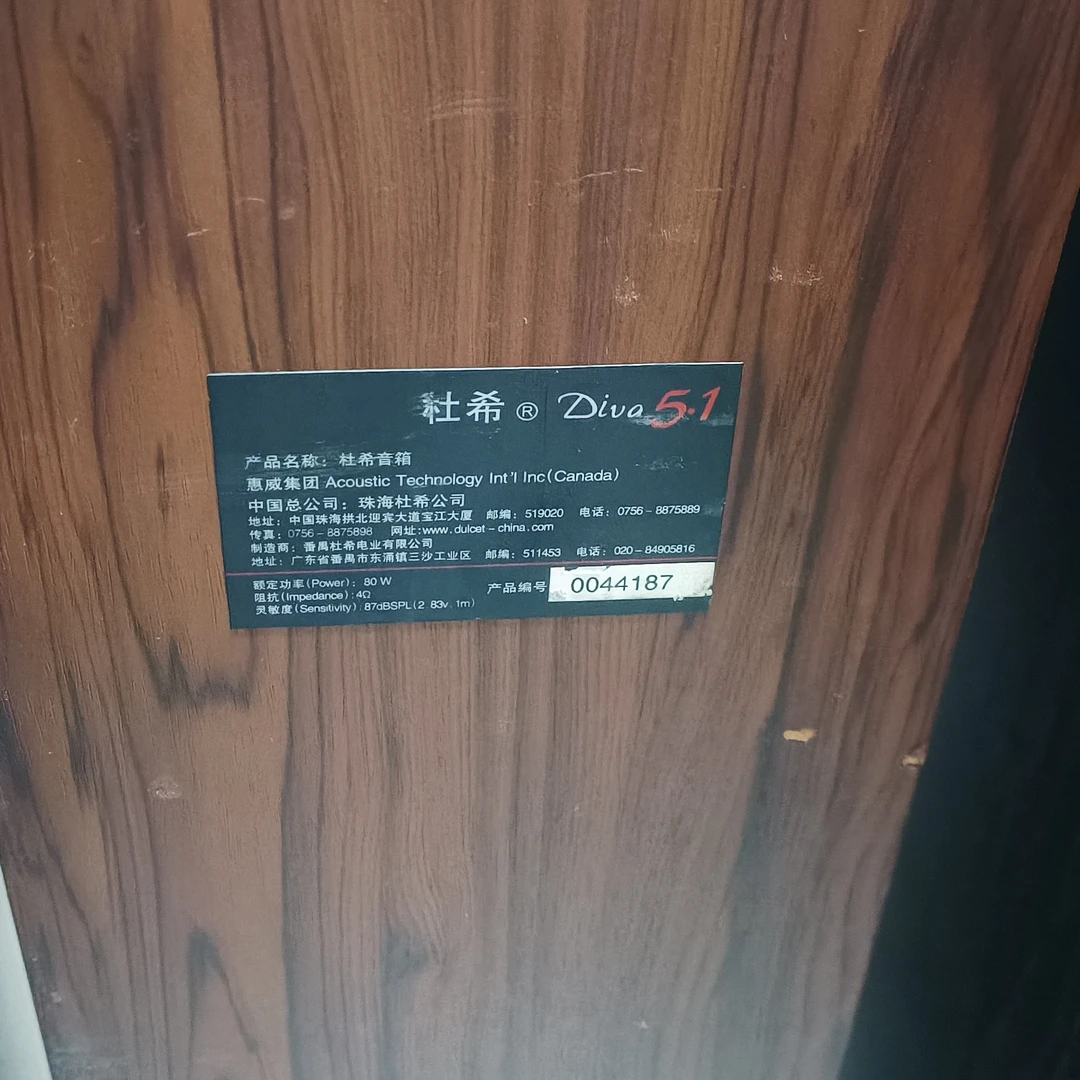 杜希 ® Diva 5.1
产品名称：杜希音箱
惠威集团 Acoustic Technology Int'l Inc(Canada)
中国总公司：珠海杜希公司
地址：中国珠海拱北迎宾大道宝江大厦 邮编：519020 电话：0756-8875889
传真：0756-8875898 网址:www.dulcet-china.com
制造商：番禺杜希电业有限公司
地址：广东省番禺市东涌镇三沙工业区 邮编：511453 电话：020-84905816
额定功率(Power)：80W
阻抗(Impedance):4Ω
灵敏度(Sensitivity):87dBSPL(2.83v.1m)
产品编号 0044187